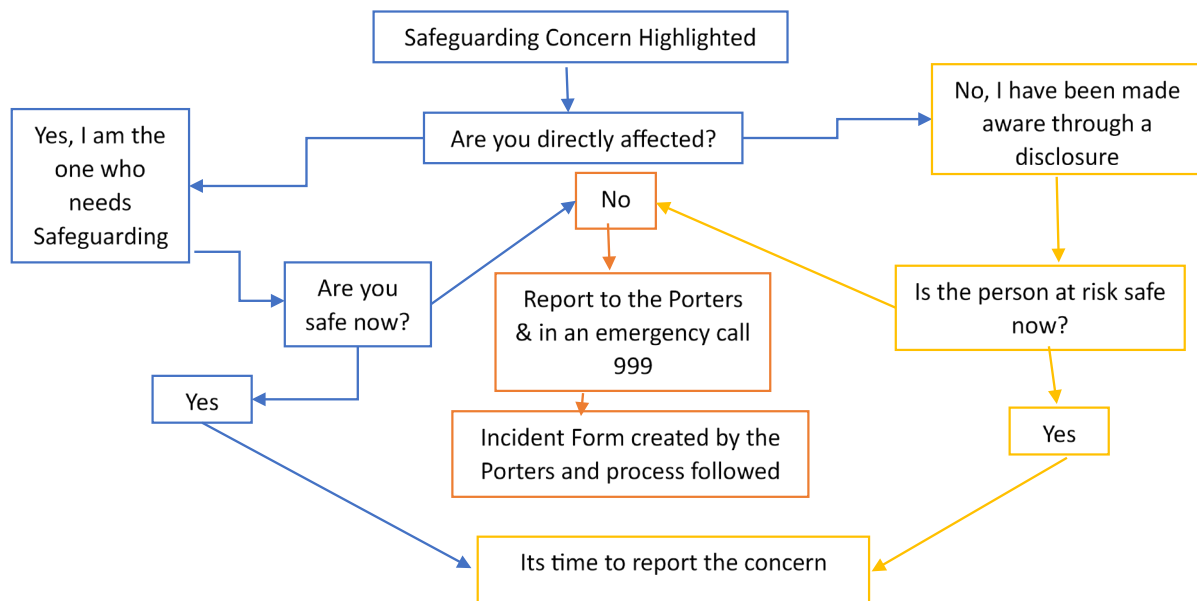 Safeguarding Concern Highlighted
Are you directly affected?
Yes, I am the
one who
needs
Safeguarding
No, I have been made
aware through a
disclosure
No
Are you
safe now?
Report to the Porters
& in an emergency call
999
Is the person at risk safe
now?
Yes
Incident Form created by the
Porters and process followed
Yes
Its time to report the concern